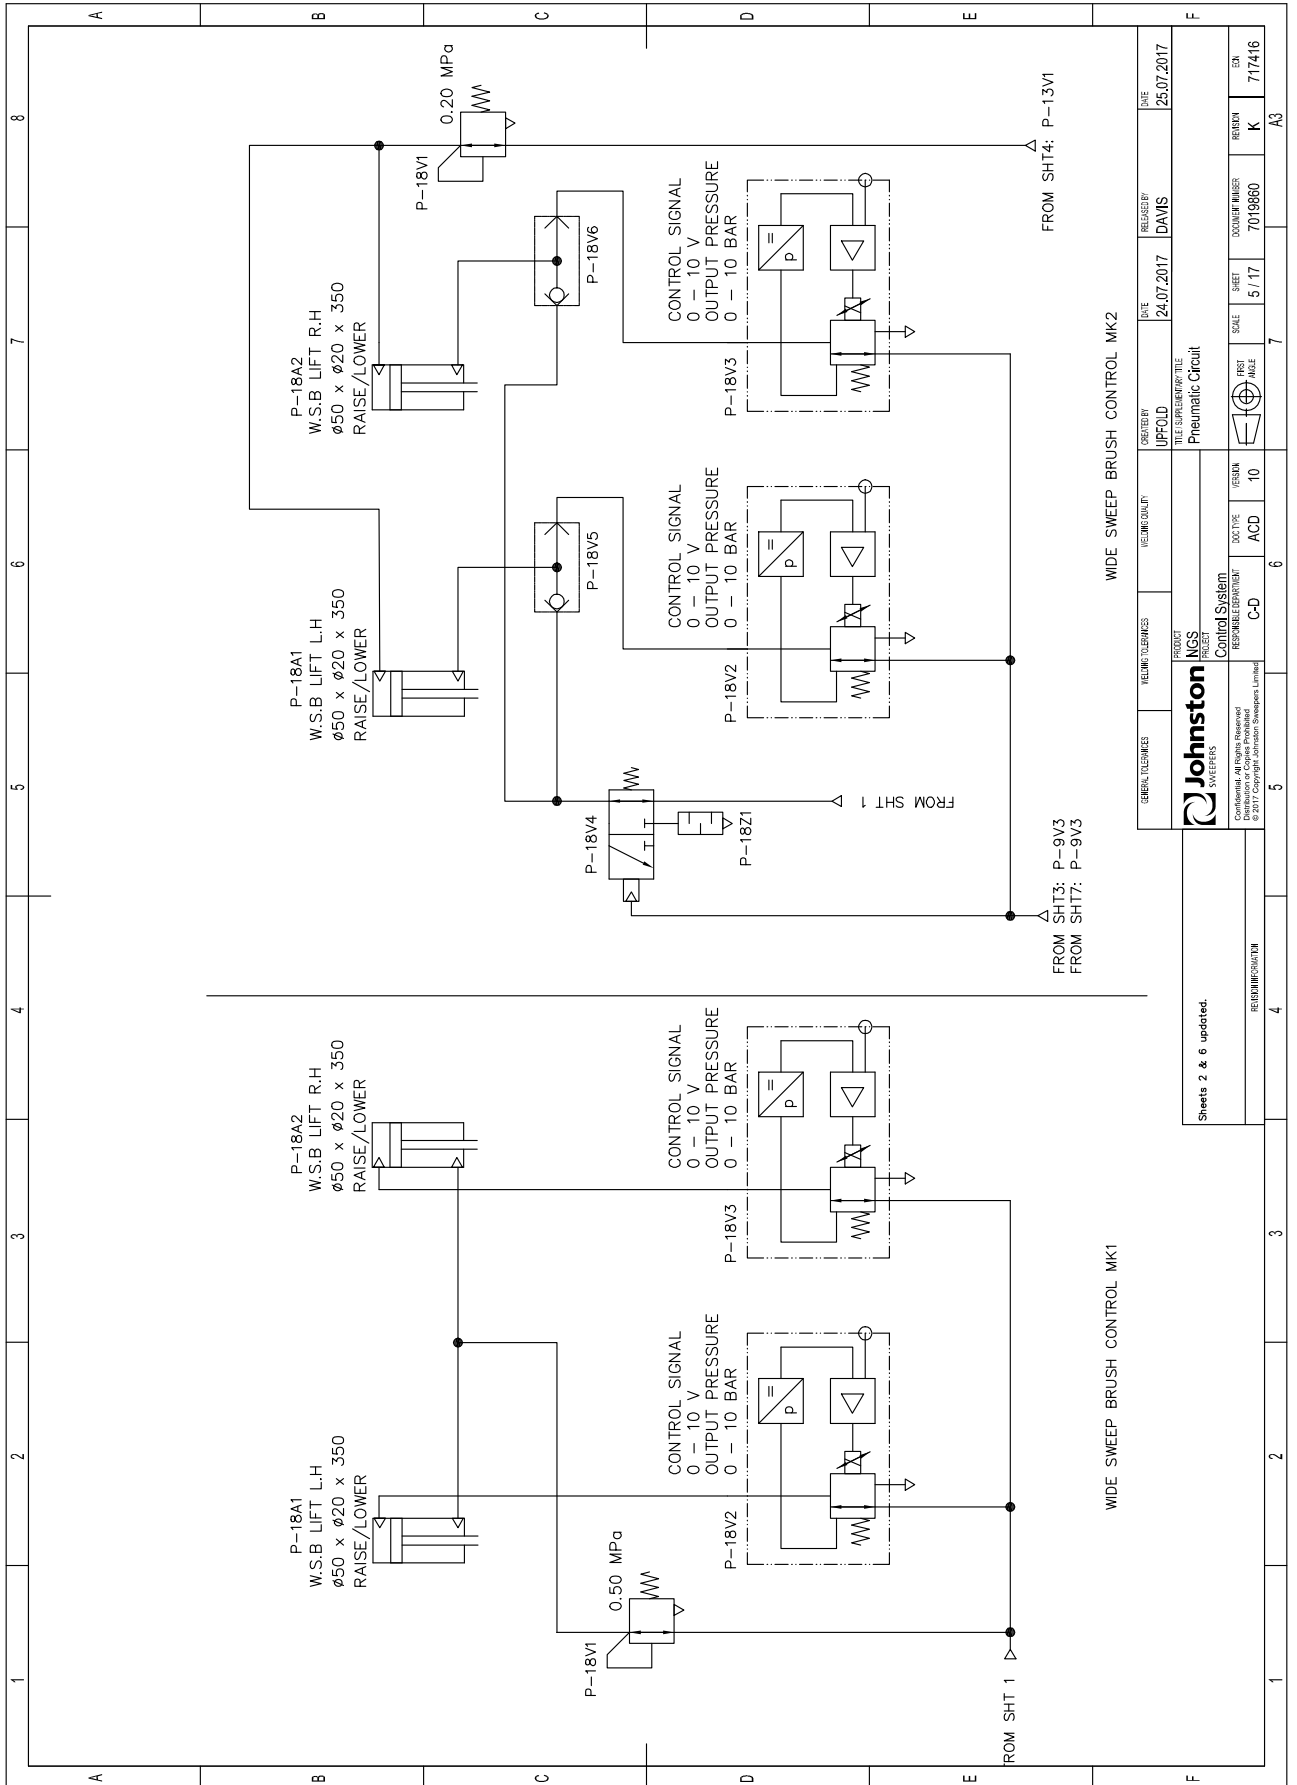 1
2
3
4
5
6
7
8
A
B
C
D
E
F
P-18A1
W.S.B LIFT L.H
ø50 x ø20 x 350
RAISE/LOWER
P-18A2
W.S.B LIFT R.H
ø50 x ø20 x 350
RAISE/LOWER
P-18V1
0.50 MPa
P-18V2
CONTROL SIGNAL
0 - 10 V
OUTPUT PRESSURE
0 - 10 BAR
=
p
P-18V3
CONTROL SIGNAL
0 - 10 V
OUTPUT PRESSURE
0 - 10 BAR
=
p
ROM SHT 1
WIDE SWEEP BRUSH CONTROL MK1
P-18A1
W.S.B LIFT L.H
ø50 x ø20 x 350
RAISE/LOWER
P-18A2
W.S.B LIFT R.H
ø50 x ø20 x 350
RAISE/LOWER
P-18V1
0.20 MPa
P-18V5
P-18V6
P-18V4
P-18Z1
FROM SHT 1
P-18V2
CONTROL SIGNAL
0 - 10 V
OUTPUT PRESSURE
0 - 10 BAR
=
p
P-18V3
CONTROL SIGNAL
0 - 10 V
OUTPUT PRESSURE
0 - 10 BAR
=
p
FROM SHT3: P-9V3
FROM SHT7: P-9V3
FROM SHT4: P-13V1
WIDE SWEEP BRUSH CONTROL MK2
Sheets 2 & 6 updated.
REVISION INFORMATION
GENERAL TOLERANCES
WELDING TOLERANCES
WELDING QUALITY
CREATED BY
UPFOLD
DATE
24.07.2017
RELEASED BY
DAVIS
DATE
25.07.2017
Johnston
SWEEPERS
Confidential. All Rights Reserved
Distribution or Copies Prohibited
© 2017 Copyright Johnston Sweepers Limited
PRODUCT
NGS
PROJECT
Control System
TITLE / SUPPLEMENTARY TITLE
Pneumatic Circuit
RESPONSIBLE DEPARTMENT
C-D
DOC TYPE
ACD
VERSION
10
FIRST
ANGLE
SCALE
SHEET
5 / 17
DOCUMENT NUMBER
7019860
REVISION
K
ECN
717416
1
2
3
4
5
6
7
A3
A
B
C
D
E
F